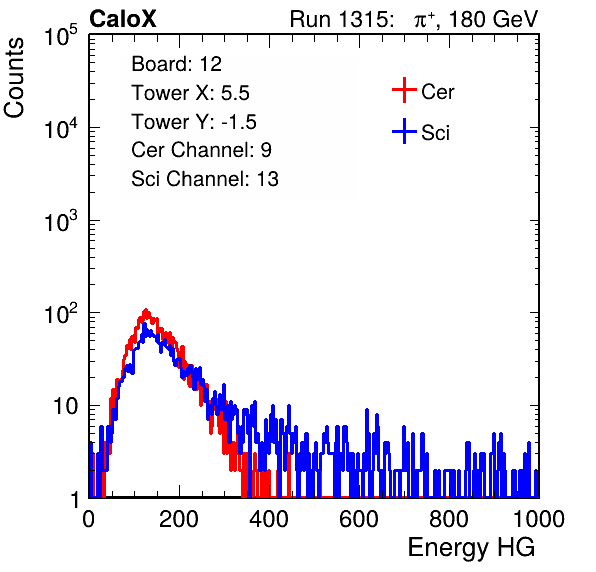 CaloX Run 1315: π⁺, 180 GeV
Counts
10⁵
10⁴
10³
10²
10
1
Board: 12
Tower X: 5.5
Tower Y: -1.5
Cer Channel: 9
Sci Channel: 13
Cer
Sci
0 200 400 600 800 1000
Energy HG